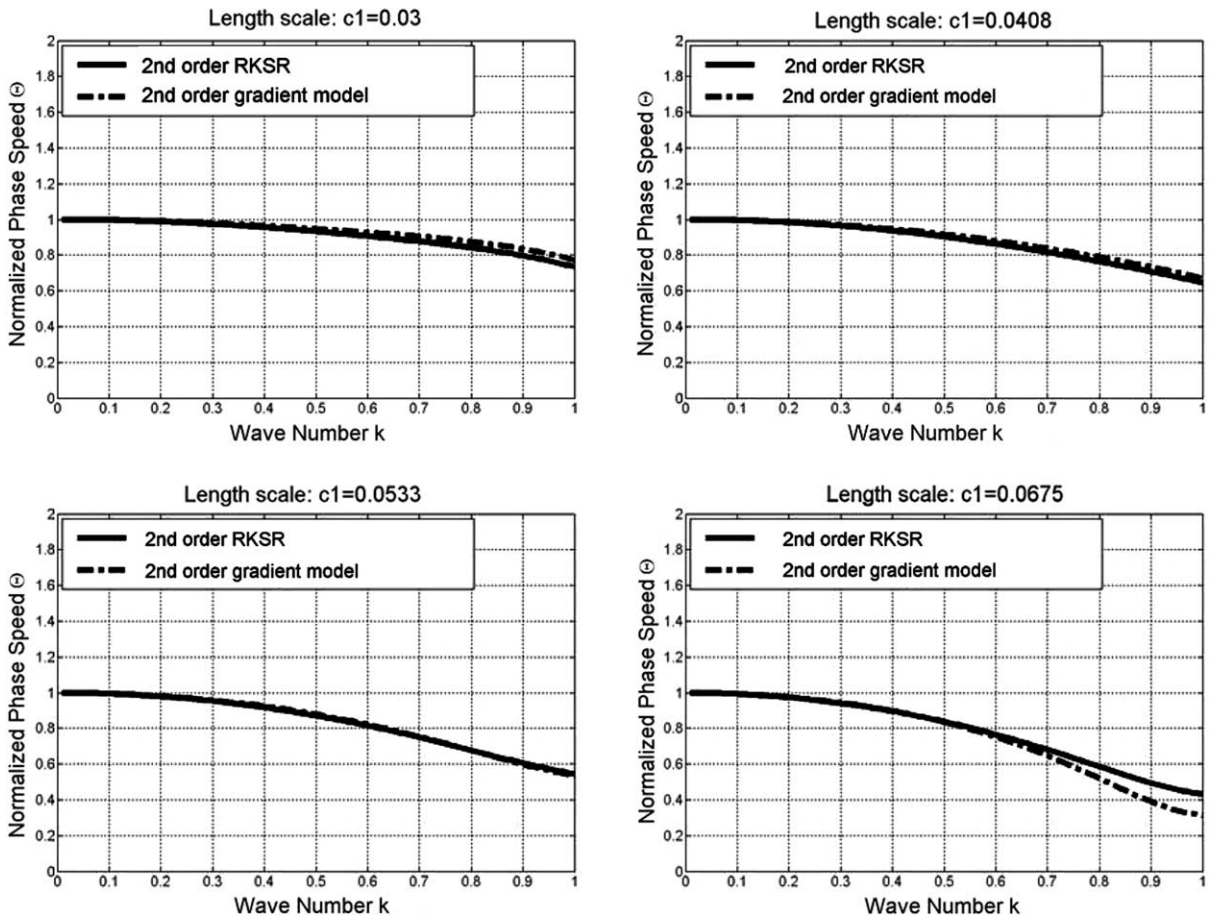 Length scale: c1=0.03
2nd order RKSR
2nd order gradient model
Normalized Phase Speed Θ
2
1.8
1.6
1.4
1.2
1
0.8
0.6
0.4
0.2
0
0 0.1 0.2 0.3 0.4 0.5 0.6 0.7 0.8 0.9 1
Wave Number k
Length scale: c1=0.0408
2nd order RKSR
2nd order gradient model
Normalized Phase Speed Θ
2
1.8
1.6
1.4
1.2
1
0.8
0.6
0.4
0.2
0
0 0.1 0.2 0.3 0.4 0.5 0.6 0.7 0.8 0.9 1
Wave Number k
Length scale: c1=0.0533
2nd order RKSR
2nd order gradient model
Normalized Phase Speed Θ
2
1.8
1.6
1.4
1.2
1
0.8
0.6
0.4
0.2
0
0 0.1 0.2 0.3 0.4 0.5 0.6 0.7 0.8 0.9 1
Wave Number k
Length scale: c1=0.0675
2nd order RKSR
2nd order gradient model
Normalized Phase Speed Θ
2
1.8
1.6
1.4
1.2
1
0.8
0.6
0.4
0.2
0
0 0.1 0.2 0.3 0.4 0.5 0.6 0.7 0.8 0.9 1
Wave Number k